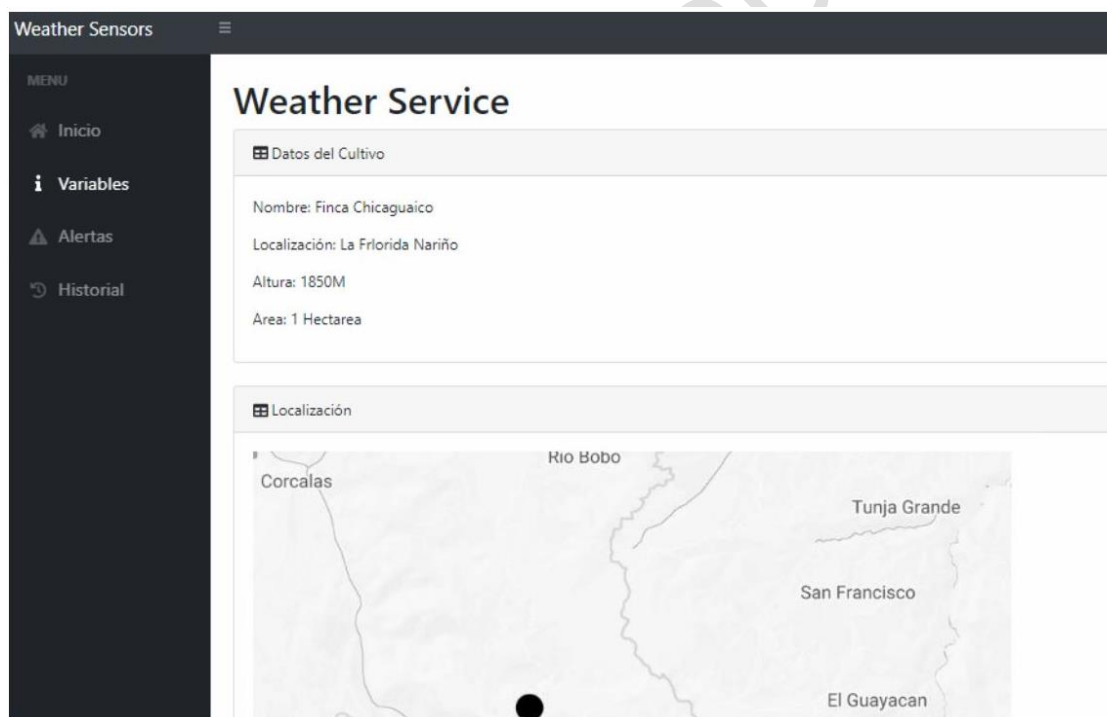 Weather Sensors
MENU
Inicio
Variables
Alertas
Historial
Weather Service
Datos del Cultivo
Nombre: Finca Chicaguaico
Localización: La Frlorida Nariño
Altura: 1850M
Area: 1 Hectarea
Localización
Rio Bobo
Corcalas
Tunja Grande
San Francisco
El Guayacan